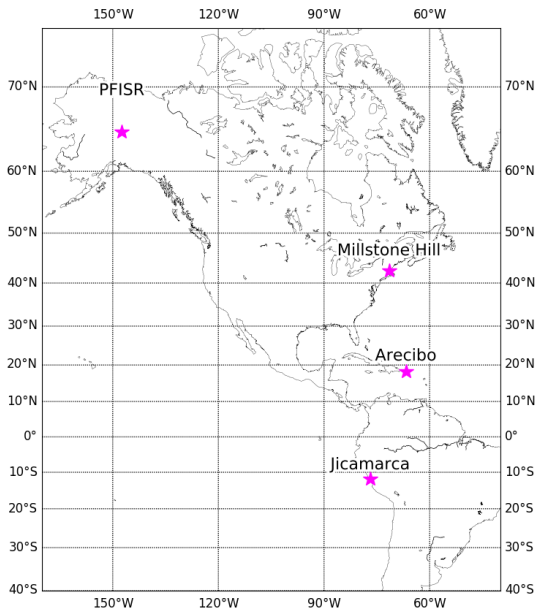 150°W 120°W 90°W 60°W
70°N 70°N
PFISR
60°N 60°N
50°N 50°N
Millstone Hill
40°N 40°N
30°N 30°N
Arecibo
20°N 20°N
10°N 10°N
0° 0°
Jicamarca
10°S 10°S
20°S 20°S
30°S 30°S
40°S 40°S
150°W 120°W 90°W 60°W